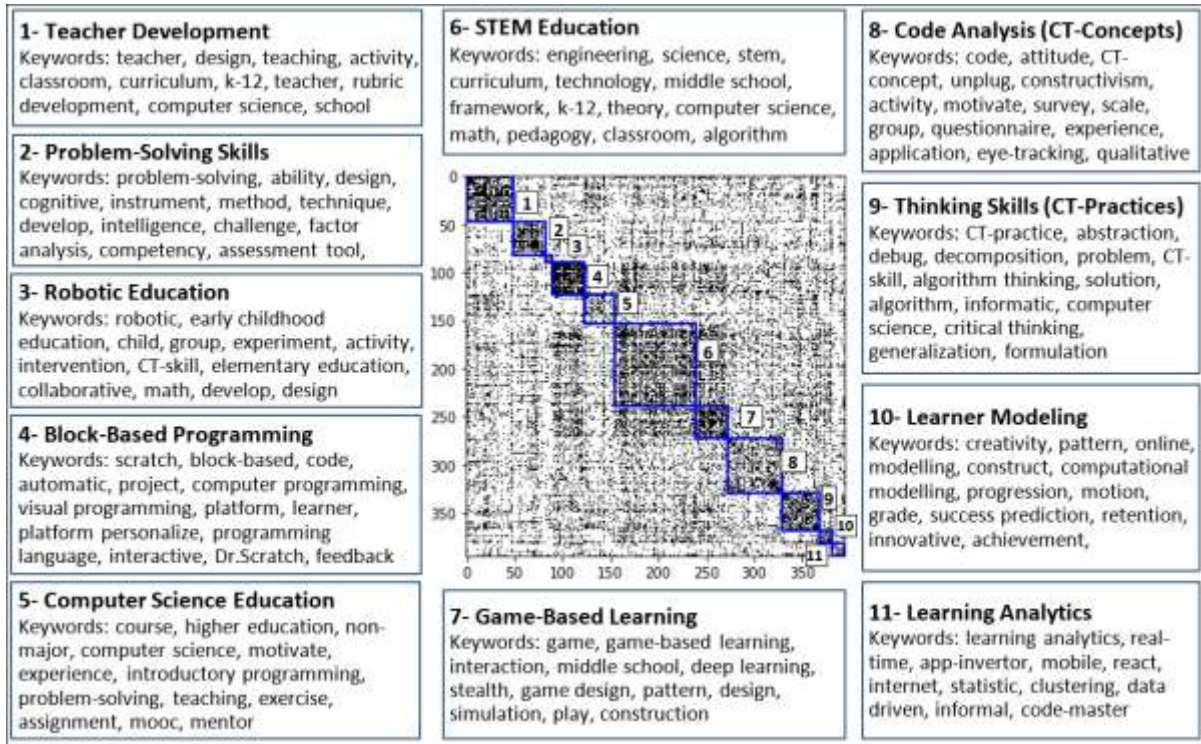 1- Teacher Development
Keywords: teacher, design, teaching, activity,
classroom, curriculum, k-12, teacher, rubric
development, computer science, school
2- Problem-Solving Skills
Keywords: problem-solving, ability, design,
cognitive, instrument, method, technique,
develop, intelligence, challenge, factor
analysis, competency, assessment tool,
3- Robotic Education
Keywords: robotic, early childhood
education, child, group, experiment, activity,
intervention, CT-skill, elementary education,
collaborative, math, develop, design
4- Block-Based Programming
Keywords: scratch, block-based, code,
automatic, project, computer programming,
visual programming, platform, learner,
platform personalize, programming
language, interactive, Dr.Scratch, feedback
5- Computer Science Education
Keywords: course, higher education, non-
major, computer science, motivate,
experience, introductory programming,
problem-solving, teaching, exercise,
assignment, mooc, mentor
6- STEM Education
Keywords: engineering, science, stem,
curriculum, technology, middle school,
framework, k-12, theory, computer science,
math, pedagogy, classroom, algorithm
0
50
100
150
200
250
300
350
1
2
3
4
5
6
7
8
9
10
11
0 50 100 150 200 250 300 350
7- Game-Based Learning
Keywords: game, game-based learning,
interaction, middle school, deep learning,
stealth, game design, pattern, design,
simulation, play, construction
8- Code Analysis (CT-Concepts)
Keywords: code, attitude, CT-
concept, unplug, constructivism,
activity, motivate, survey, scale,
group, questionnaire, experience,
application, eye-tracking, qualitative
9- Thinking Skills (CT-Practices)
Keywords: CT-practice, abstraction,
debug, decomposition, problem, CT-
skill, algorithm thinking, solution,
algorithm, informatic, computer
science, critical thinking,
generalization, formulation
10- Learner Modeling
Keywords: creativity, pattern, online,
modelling, construct, computational
modelling, progression, motion,
grade, success prediction, retention,
innovative, achievement,
11- Learning Analytics
Keywords: learning analytics, real-
time, app-invertor, mobile, react,
internet, statistic, clustering, data
driven, informal, code-master